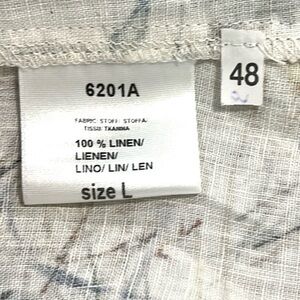 6201A
FABRIC STOFF STOFFA
TISSU TKANINA
100 % LINEN/
LIENEN/
LINO/ LIN/ LEN
size L
48